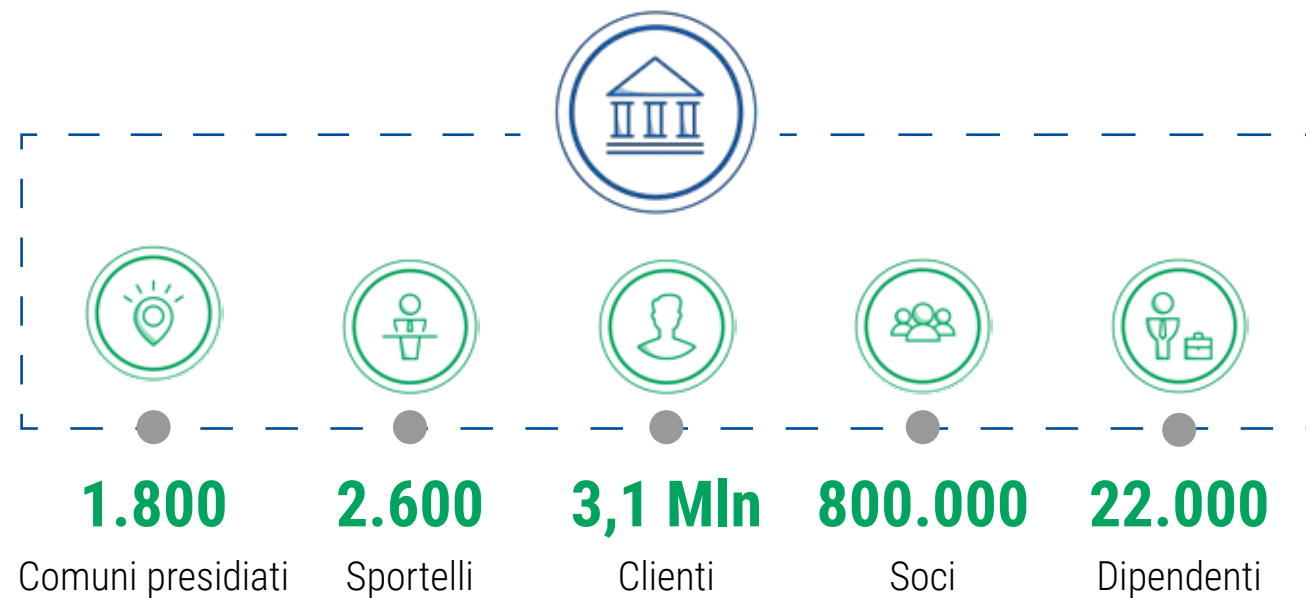 1.800 2.600 3,1 Mln 800.000 22.000
Comuni presidiati Sportelli Clienti Soci Dipendenti